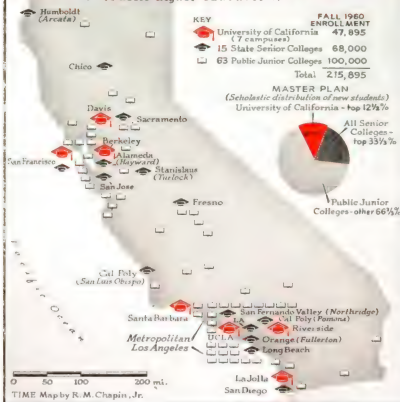 Humboldt
(Arcata)
KEY
FALL 1960
ENROLLMENT
University of California 47,895
(7 campuses)
15 State Senior Colleges 68,000
63 Public Junior Colleges 100,000
Total 215,895
MASTER PLAN
(Scholastic distribution of new students)
University of California - top 12½%
All Senior
Colleges -
top 33⅓%
Public Junior
Colleges - other 66⅔%
Chico
Davis
Sacramento
Berkeley
San Francisco
Alameda
(Hayward)
Stanislaus
(Turlock)
San Jose
Fresno
Cal Poly
(San Luis Obispo)
Pacific Ocean
Santa Barbara
San Fernando Valley (Northridge)
LA
Cal Poly (Pomona)
Metropolitan
Los Angeles
UCLA
Riverside
Orange (Fullerton)
Long Beach
La Jolla
San Diego
0 50 100 200 mi.
TIME Map by R. M. Chapin, Jr.